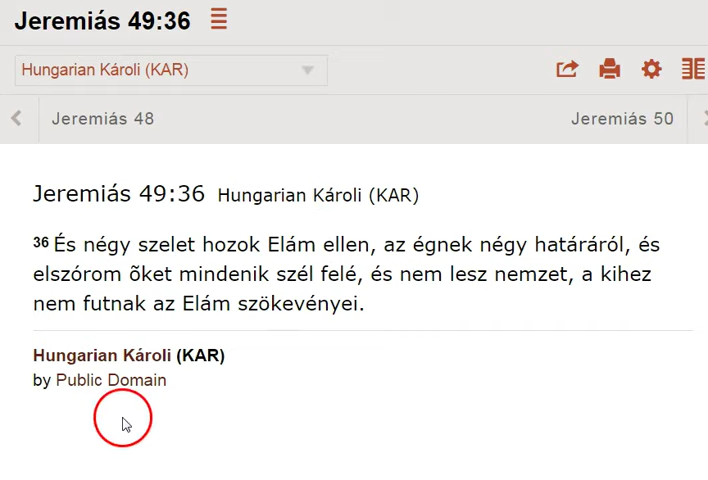 Jeremiás 49:36
Hungarian Károli (KAR)
Jeremiás 48
Jeremiás 50
Jeremiás 49:36 Hungarian Károli (KAR)
36 És négy szelet hozok Elám ellen, az égnek négy határáról, és
elszórom õket mindenik szél felé, és nem lesz nemzet, a kihez
nem futnak az Elám szökevényei.
Hungarian Károli (KAR)
by Public Domain